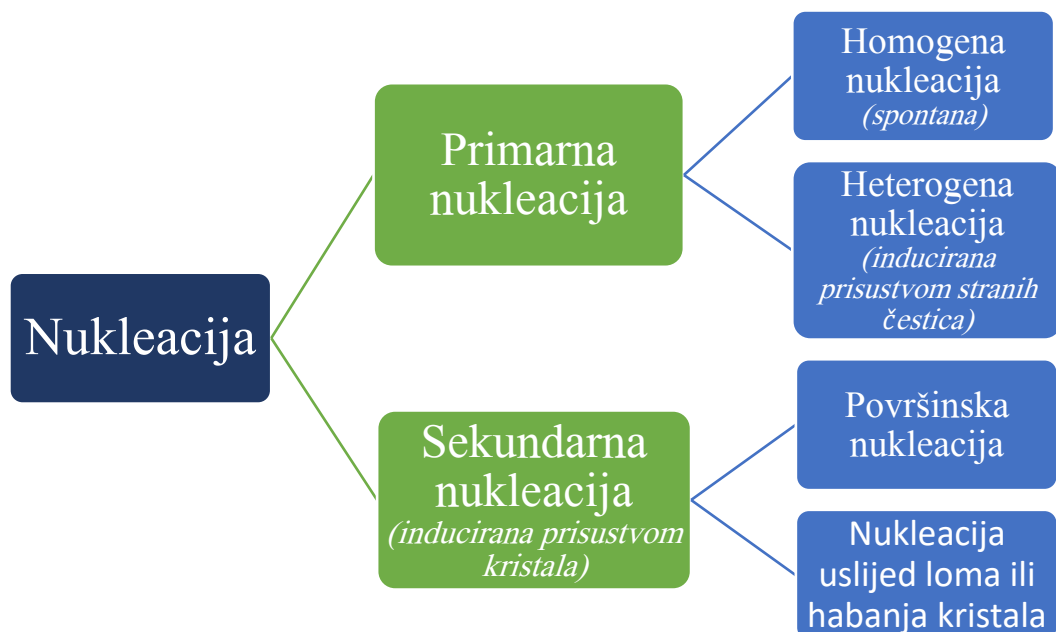 Nukleacija
Primarna
nukleacija
Homogena
nukleacija
(spontana)
Heterogena
nukleacija
(inducirana
prisustvom stranih
čestica)
Sekundarna
nukleacija
(inducirana prisustvom
kristala)
Površinska
nukleacija
Nukleacija
uslijed loma ili
habanja kristala